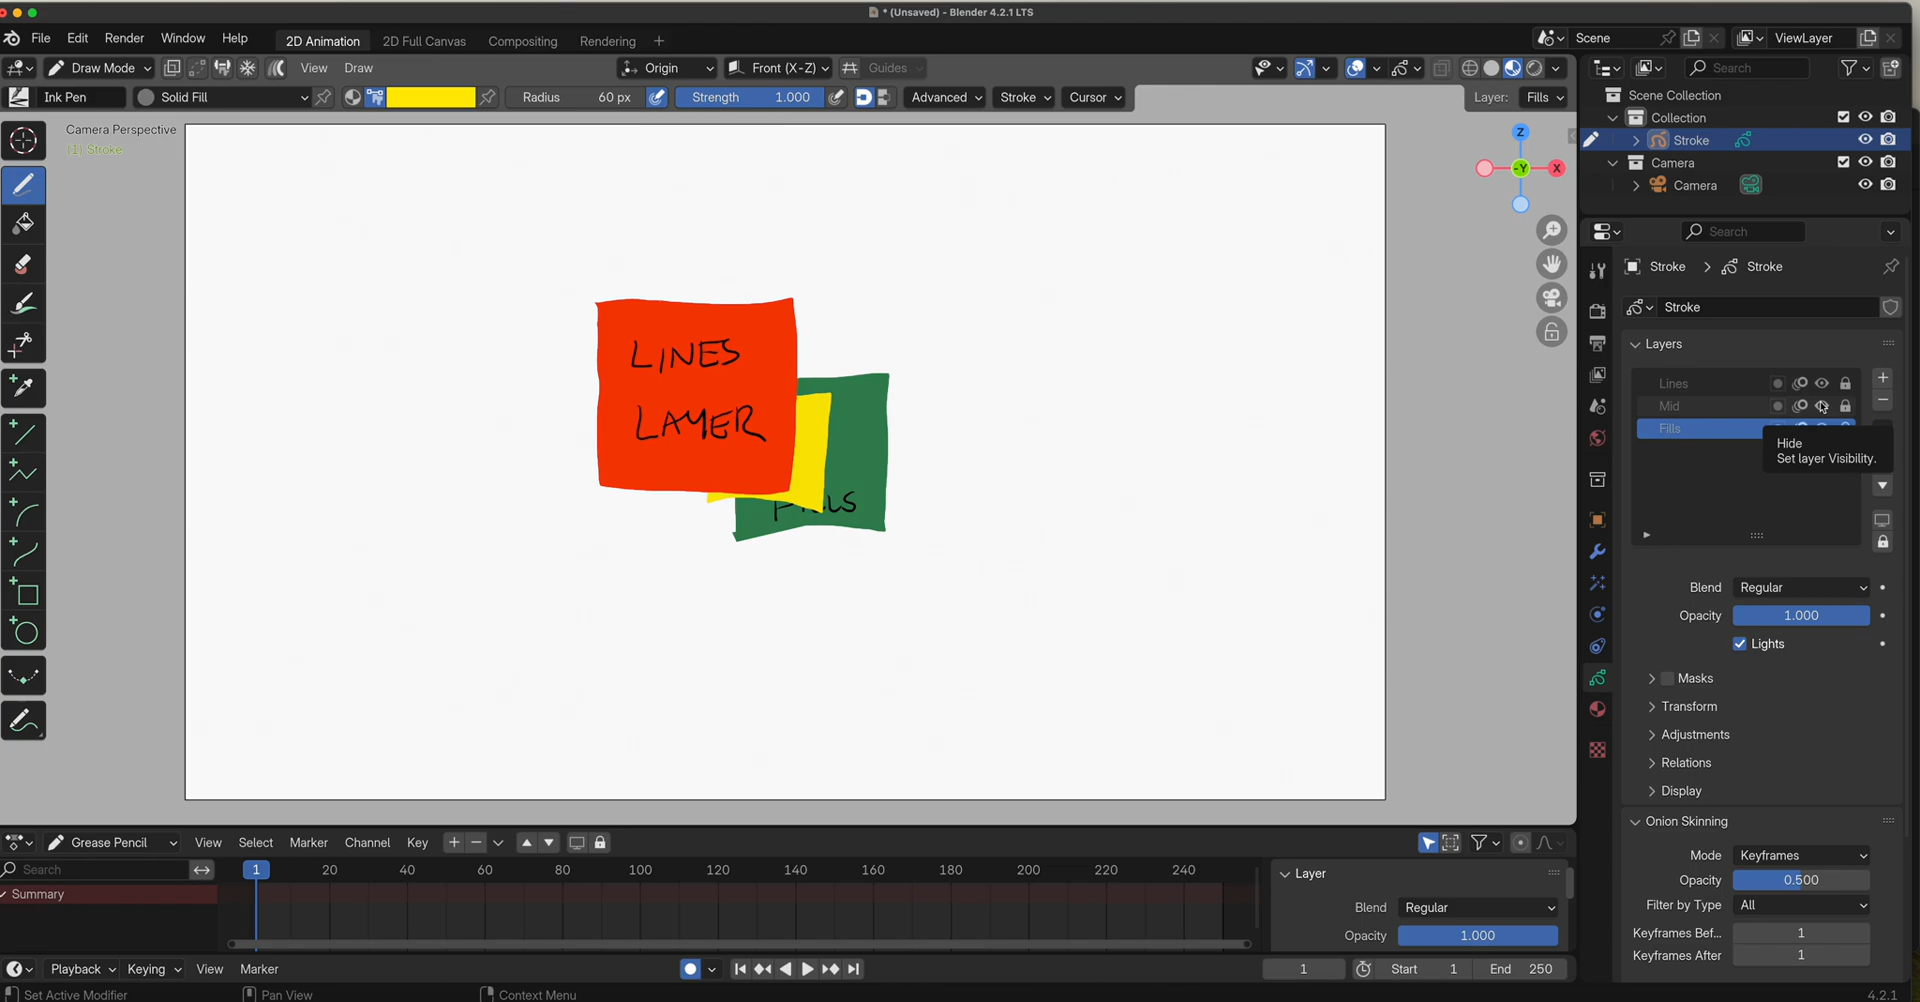 * (Unsaved) - Blender 4.2.1 LTS
File Edit Render Window Help 2D Animation 2D Full Canvas Compositing Rendering + Scene ViewLayer
Draw Mode View Draw Origin Front (X-Z) Guides Search
Ink Pen Solid Fill Radius 60 px Strength 1.000 Advanced Stroke Cursor Layer: Fills
Scene Collection
Collection
Stroke
Camera
Camera
Camera Perspective
(1) Stroke
Z
-Y X
LINES
LAYER
FILLS
Search
Stroke > Stroke
Stroke
Layers
Lines
Mid
Fills
Hide
Set layer Visibility.
Blend Regular
Opacity 1.000
Lights
Masks
Transform
Adjustments
Relations
Display
Onion Skinning
Mode Keyframes
Opacity 0.500
Filter by Type All
Keyframes Bef... 1
Keyframes After 1
Grease Pencil View Select Marker Channel Key
Search 1 20 40 60 80 100 120 140 160 180 200 220 240
Summary
Layer
Blend Regular
Opacity 1.000
Playback Keying View Marker 1 Start 1 End 250
Set Active Modifier Pan View Context Menu 4.2.1